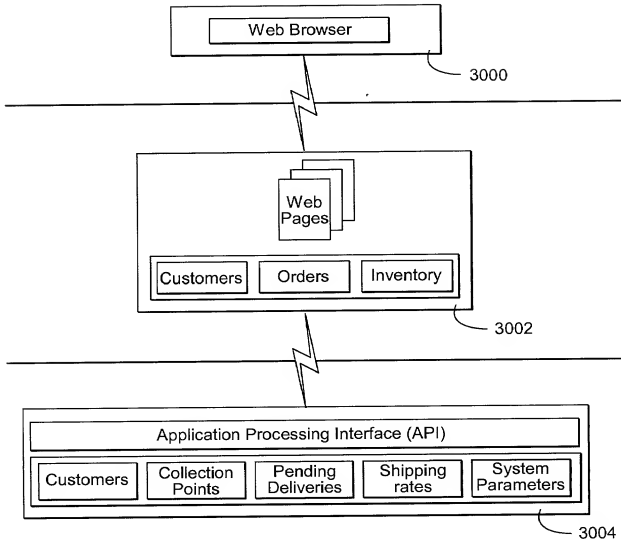 Web Browser
3000
Web
Pages
Customers
Orders
Inventory
3002
Application Processing Interface (API)
Customers
Collection
Points
Pending
Deliveries
Shipping
rates
System
Parameters
3004